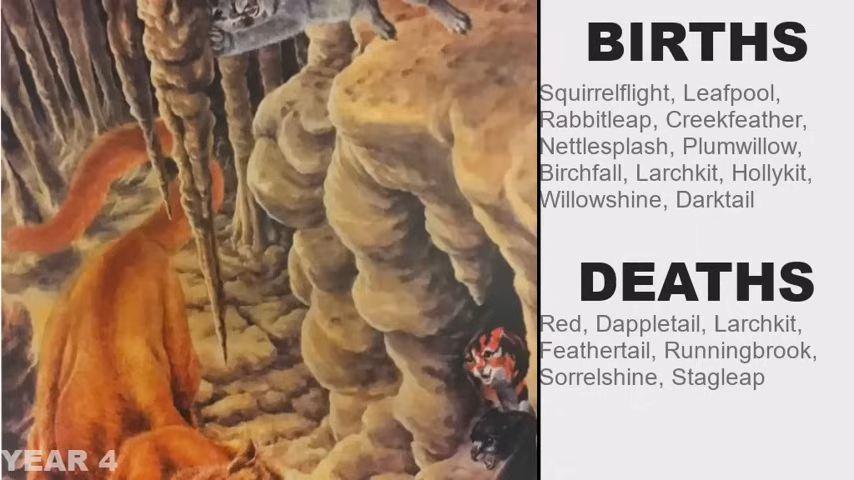 BIRTHS
Squirrelflight, Leafpool,
Rabbitleap, Creekfeather,
Nettlesplash, Plumwillow,
Birchfall, Larchkit, Hollykit,
Willowshine, Darktail
DEATHS
Red, Dappletail, Larchkit,
Feathertail, Runningbrook,
Sorrelshine, Stagleap
YEAR 4